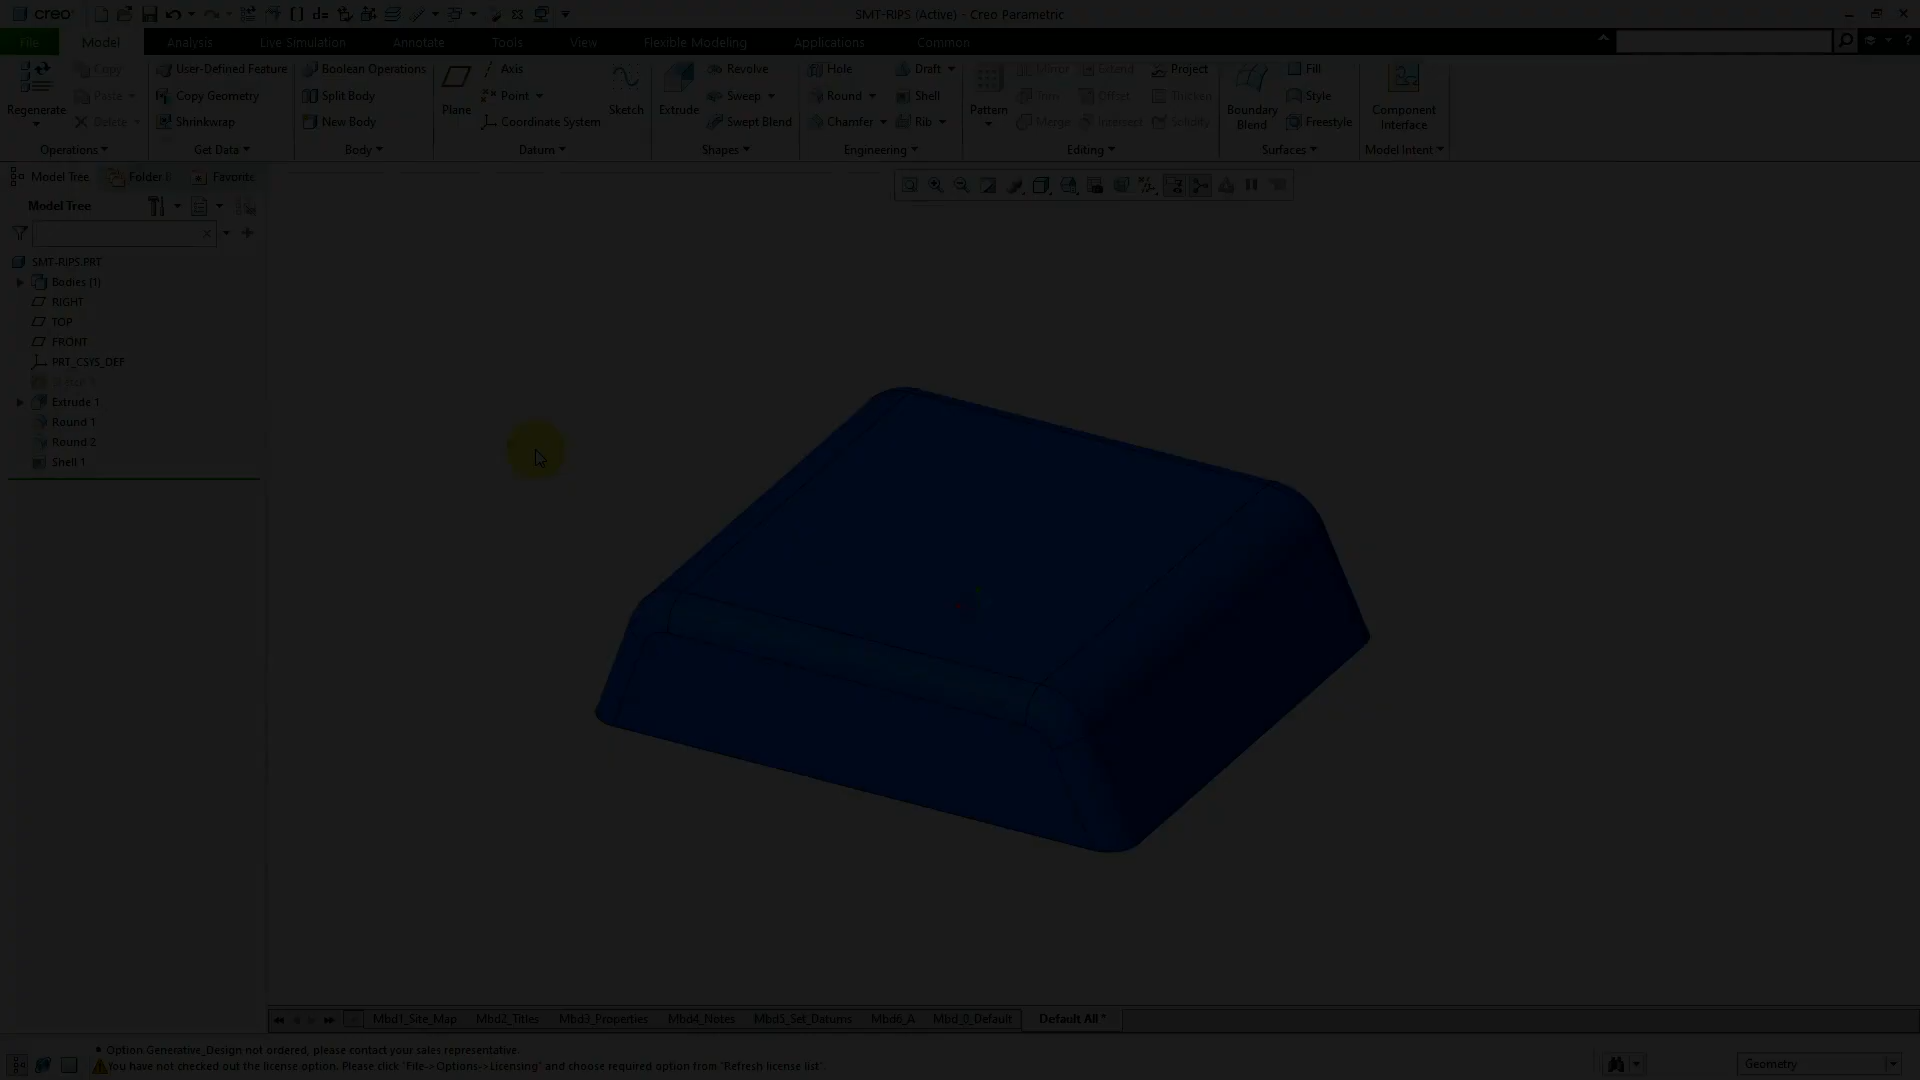 creo
SMT-RIPS (Active) - Creo Parametric
File Model Analysis Live Simulation Annotate Tools View Flexible Modeling Applications Common
Regenerate
Copy
Paste
Delete
Operations
User-Defined Feature
Copy Geometry
Shrinkwrap
Get Data
Boolean Operations
Split Body
New Body
Body
Plane
Axis
Point
Coordinate System
Datum
Sketch
Extrude
Revolve
Sweep
Swept Blend
Shapes
Hole
Round
Chamfer
Draft
Shell
Rib
Engineering
Pattern
Mirror
Trim
Merge
Extend
Offset
Intersect
Project
Thicken
Solidify
Editing
Boundary
Blend
Fill
Style
Freestyle
Surfaces
Component
Interface
Model Intent
Model Tree
Folder
Favorite
Model Tree
SMT-RIPS.PRT
Bodies (1)
RIGHT
TOP
FRONT
PRT_CSYS_DEF
Extrude 1
Round 1
Round 2
Shell 1
Mbd1_Site_Map Mbd2_Titles Mbd3_Properties Mbd4_Notes Mbd5_Set_Datums Mbd6_A Mbd_0_Default Default All *
• Option Generative_Design not ordered, please contact your sales representative.
You have not checked out the license option. Please click "File->Options->Licensing" and choose required option from "Refresh license list".
Geometry